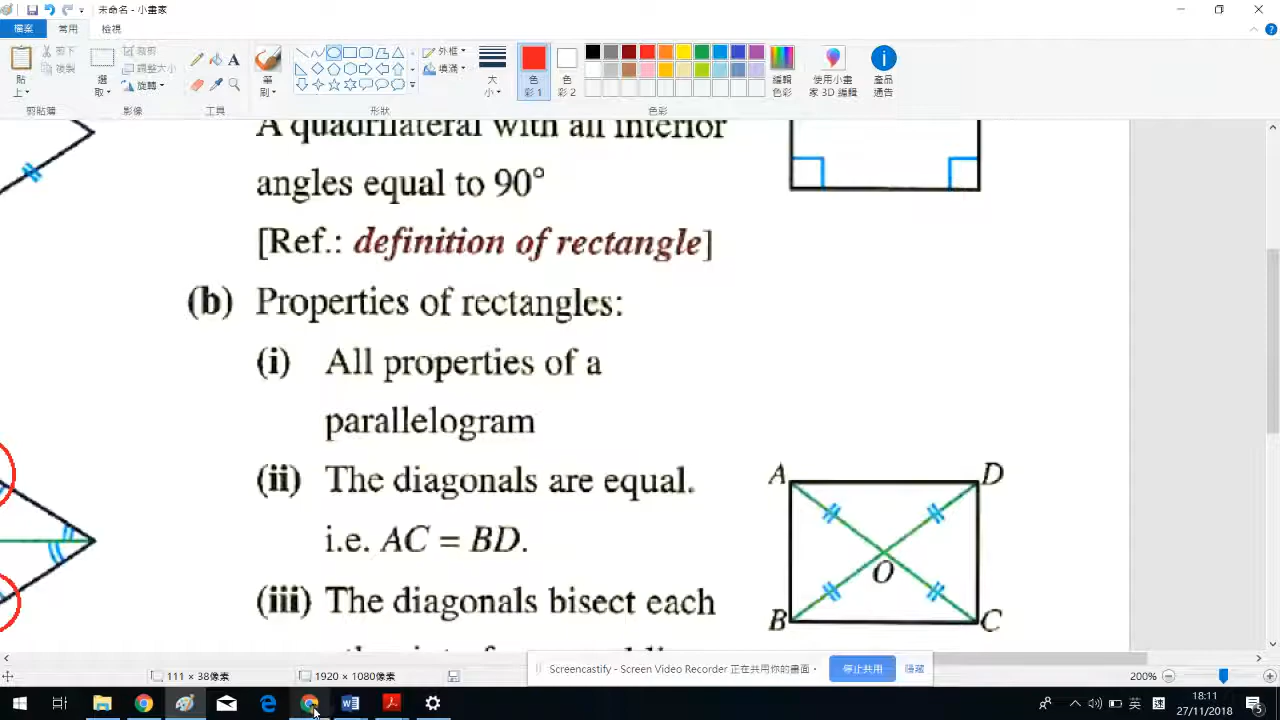 未命名 - 小畫家
檔案
常用
檢視
貼上
剪下
複製
剪貼簿
選取
裁剪
調整大小
旋轉
影像
A
工具
筆刷
外框
填滿
圖案
形狀
大小
色彩 1
色彩 2
編輯色彩
色彩
使用小畫家 3D 編輯
產品通告
A quadrilateral with all interior
angles equal to 90°
[Ref.: definition of rectangle]
(b) Properties of rectangles:
(i) All properties of a
parallelogram
(ii) The diagonals are equal.
i.e. AC = BD.
(iii) The diagonals bisect each
A
D
O
B
C
Screencastify - Screen Video Recorder 正在共用你的畫面。
停止共用
隱藏
38像素
1080像素
200%
英
18:11
27/11/2018
5